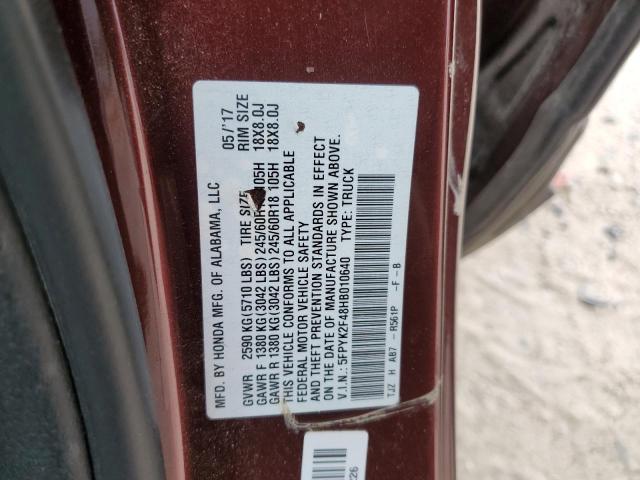 MFD. BY HONDA MFG. OF ALABAMA, LLC 05/'17
GVWR 2590 KG(5710 LBS) TIRE SIZE RIM SIZE
GAWR F 1380 KG(3042 LBS) 245/60R18 105H 18X8.0J
GAWR R 1380 KG(3042 LBS) 245/60R18 105H 18X8.0J
THIS VEHICLE CONFORMS TO ALL APPLICABLE
FEDERAL MOTOR VEHICLE SAFETY
AND THEFT PREVENTION STANDARDS IN EFFECT
ON THE DATE OF MANUFACTURE SHOWN ABOVE.
V.I.N.: 5FPYK2F48HB010640 TYPE: TRUCK
TJZ H AB7 - R561P -F -B
226